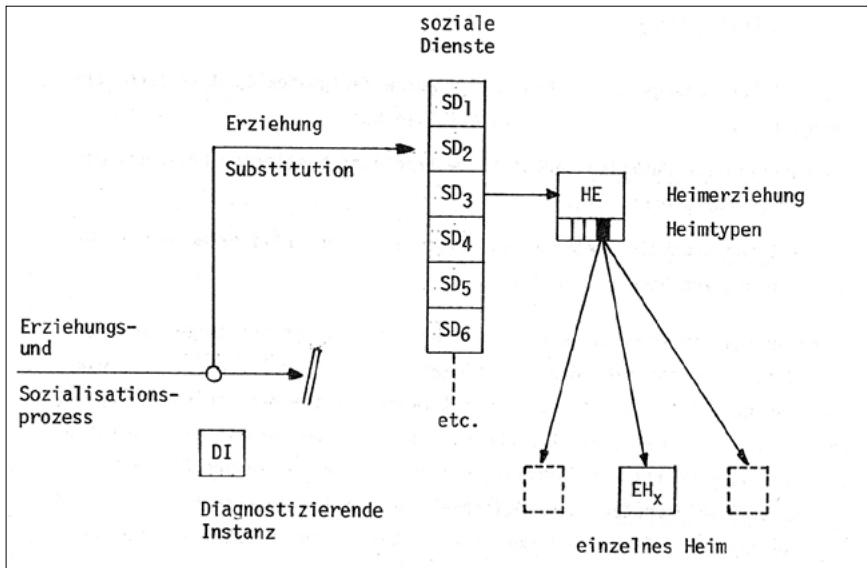 soziale
Dienste
SD1
SD2
SD3
SD4
SD5
SD6
etc.
Erziehung
Substitution
HE
Heimerziehung
Heimtypen
Erziehungs-
und
Sozialisations-
prozess
DI
Diagnostizierende
Instanz
EHx
einzelnes Heim